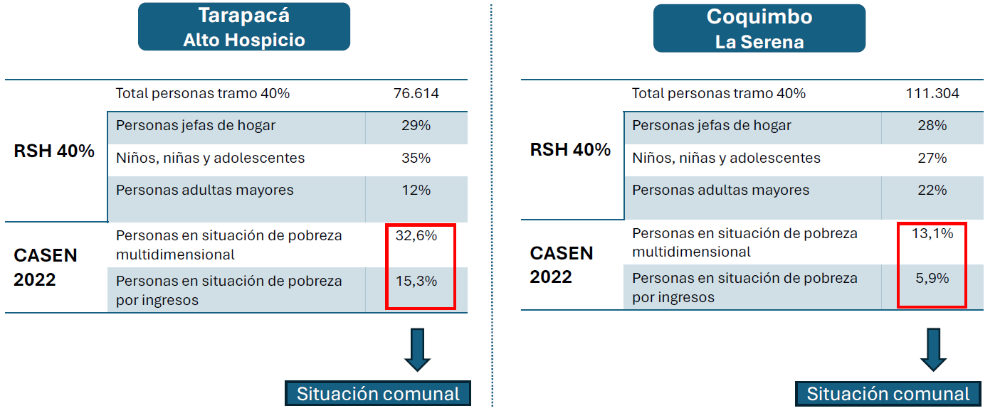 Tarapacá
Alto Hospicio
Total personas tramo 40% 76.614
RSH 40%
Personas jefas de hogar 29%
Niños, niñas y adolescentes 35%
Personas adultas mayores 12%
CASEN
2022
Personas en situación de pobreza
multidimensional
32,6%
Personas en situación de pobreza
por ingresos
15,3%
Situación comunal
Coquimbo
La Serena
Total personas tramo 40% 111.304
RSH 40%
Personas jefas de hogar 28%
Niños, niñas y adolescentes 27%
Personas adultas mayores 22%
CASEN
2022
Personas en situación de pobreza
multidimensional
13,1%
Personas en situación de pobreza
por ingresos
5,9%
Situación comunal